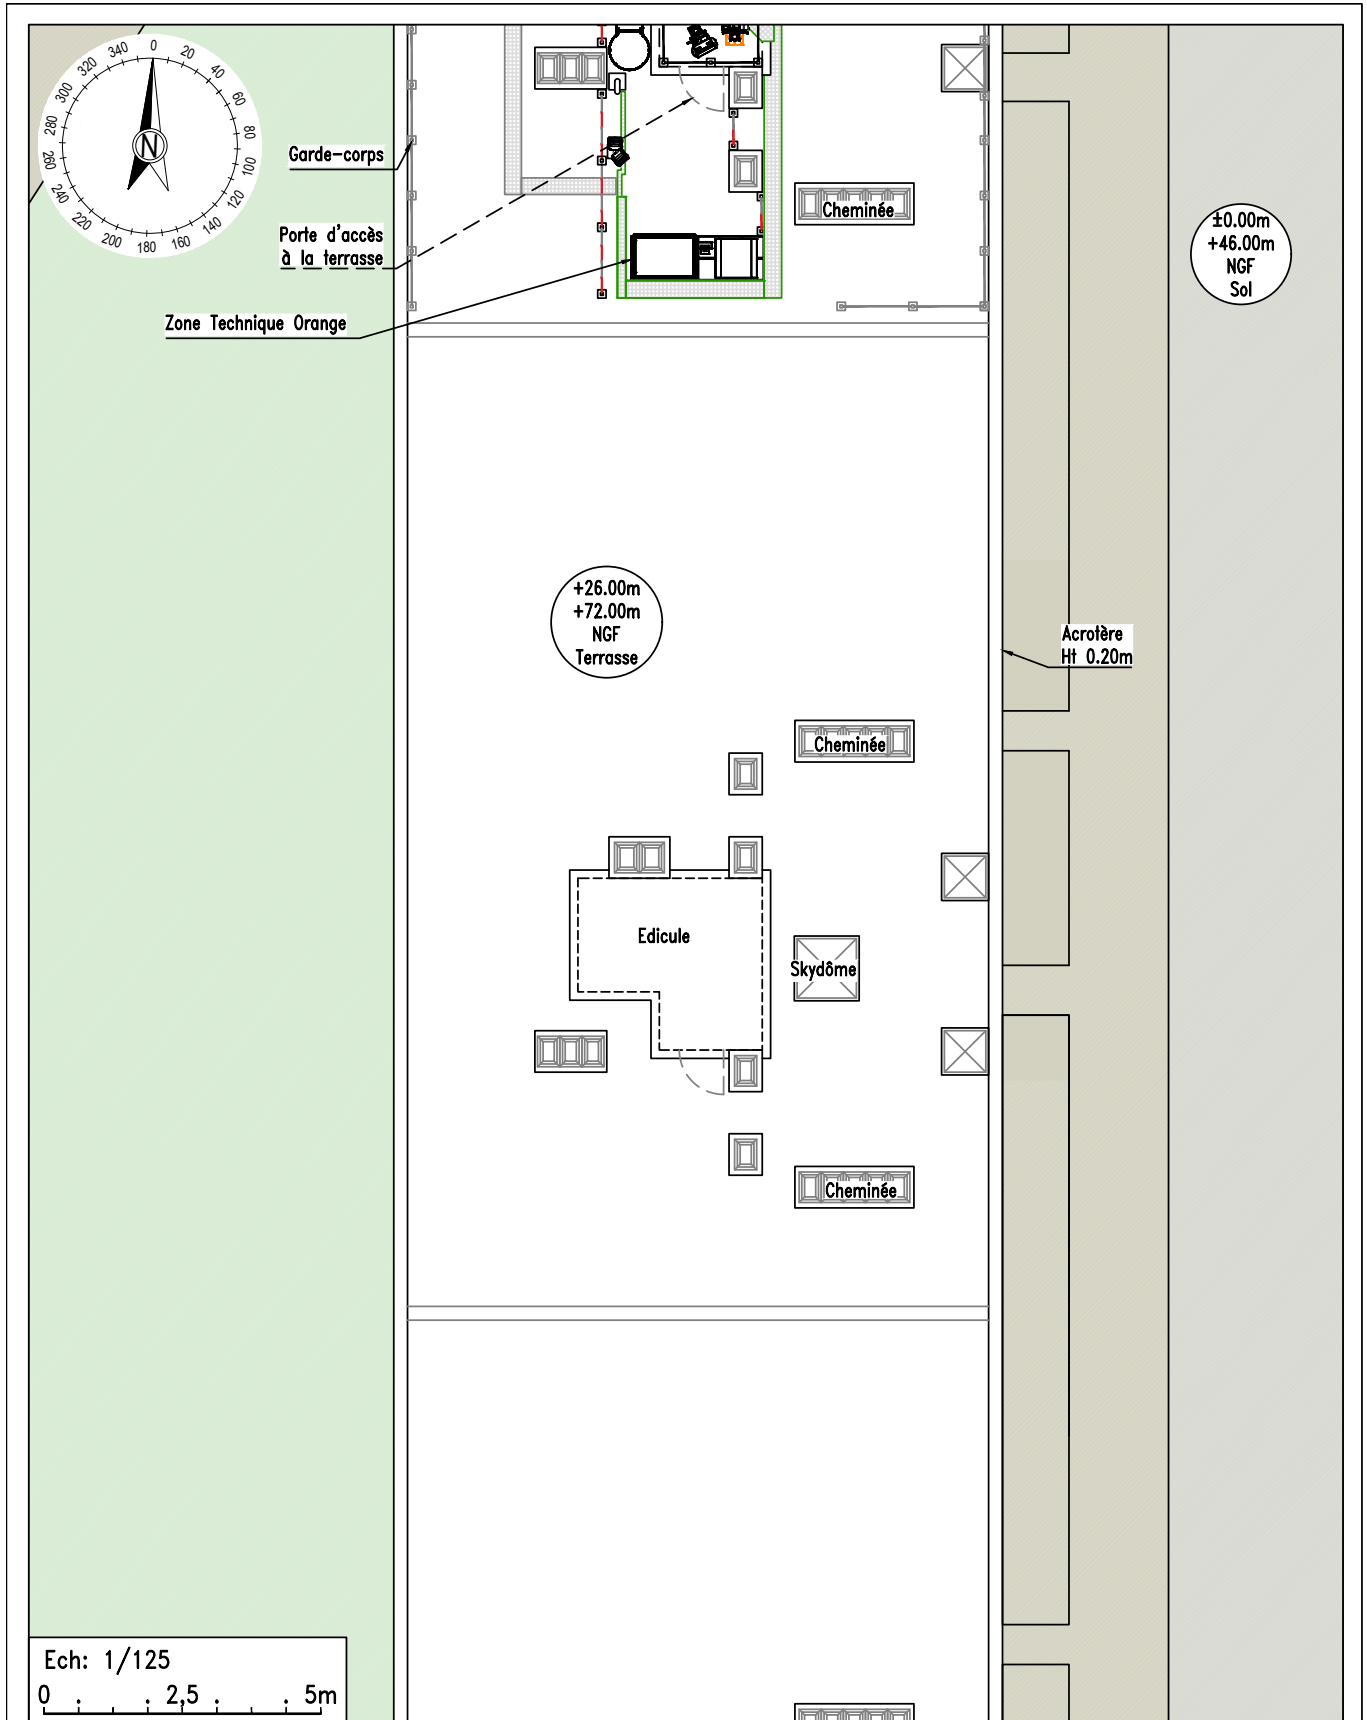 0
20
40
60
80
100
120
140
160
180
200
220
240
260
280
300
320
340
N
Garde-corps
Porte d'accès
à la terrasse
Zone Technique Orange
Cheminée
±0.00m
+46.00m
NGF
Sol
+26.00m
+72.00m
NGF
Terrasse
Acrotère
Ht 0.20m
Cheminée
Edicule
Skydôme
Cheminée
Ech: 1/125
0 . . 2,5 . . 5m